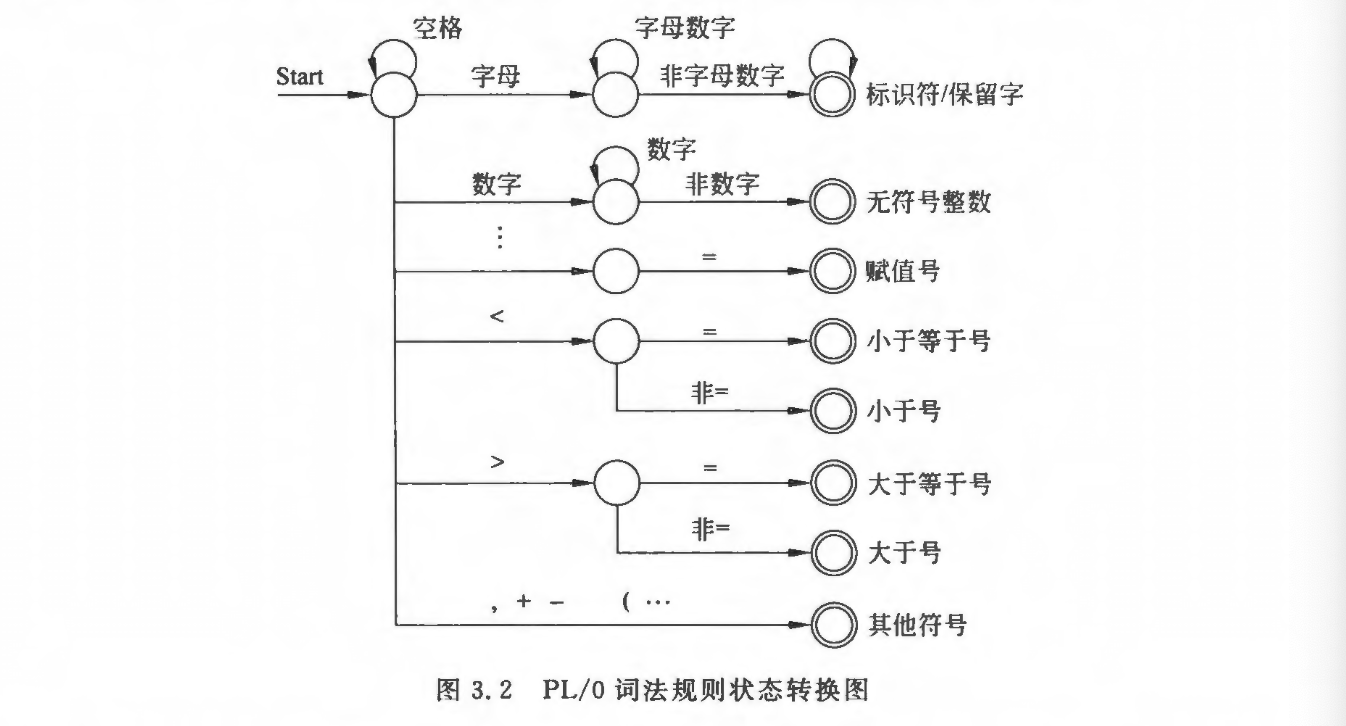 空格
字母数字
Start
字母
非字母数字
标识符/保留字
数字
数字
非数字
无符号整数
⋮
=
赋值号
<
=
小于等于号
非=
小于号
>
=
大于等于号
非=
大于号
, + - ( …
其他符号
图 3.2 PL/0 词法规则状态转换图